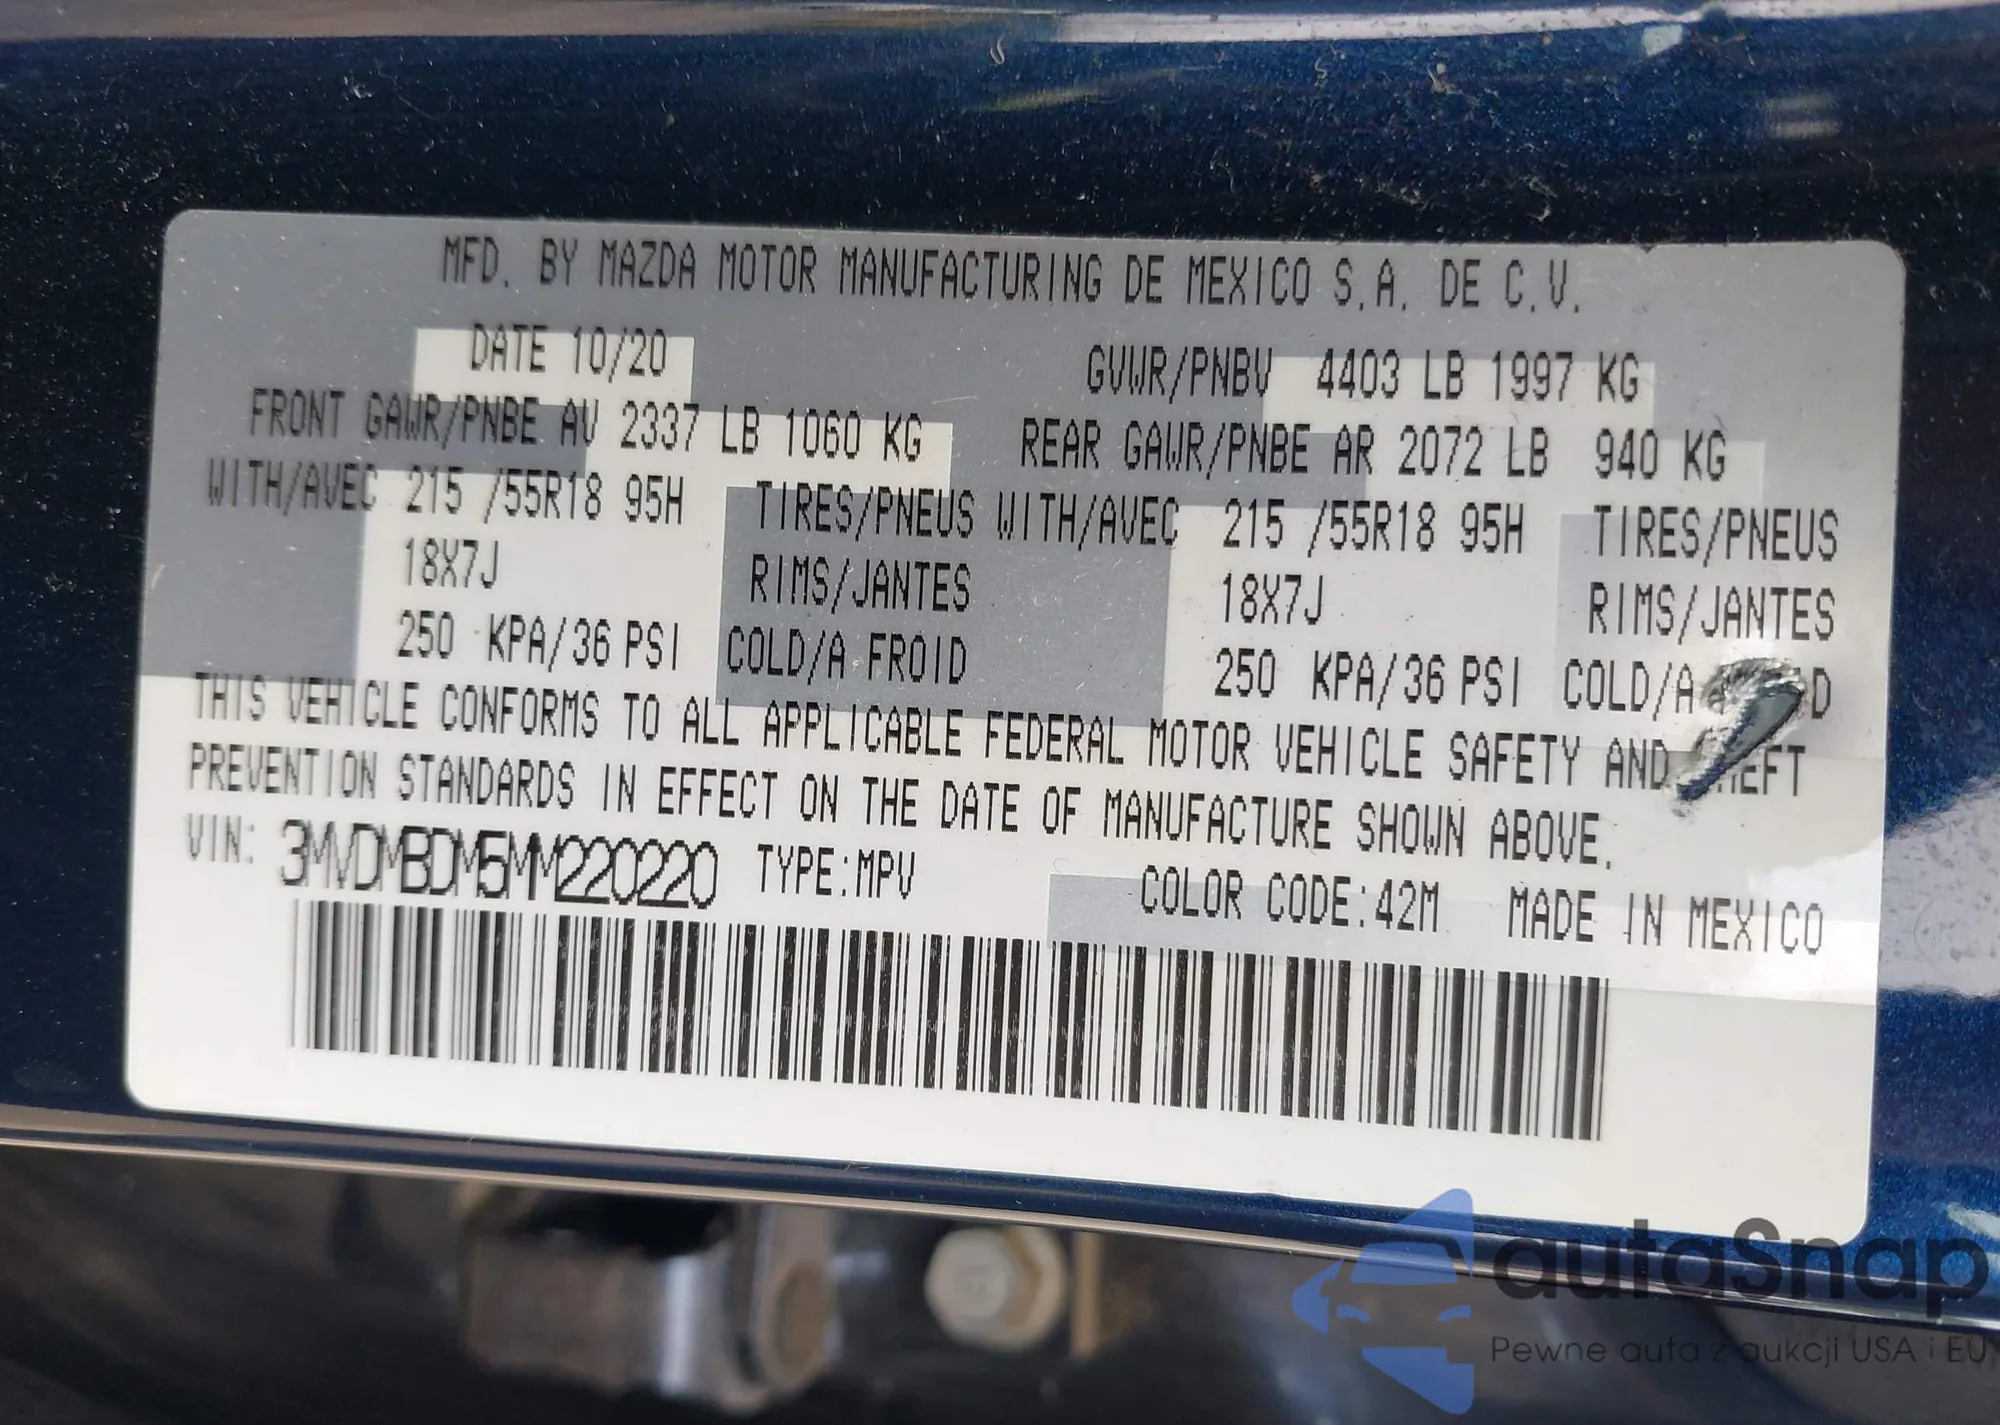 MFD. BY MAZDA MOTOR MANUFACTURING DE MEXICO S.A. DE C.V.
DATE 10/20 GVWR/PNBV 4403 LB 1997 KG
FRONT GAWR/PNBE AV 2337 LB 1060 KG REAR GAWR/PNBE AR 2072 LB 940 KG
WITH/AVEC 215 /55R18 95H TIRES/PNEUS WITH/AVEC 215 /55R18 95H TIRES/PNEUS
18X7J RIMS/JANTES 18X7J RIMS/JANTES
250 KPA/36 PSI COLD/A FROID 250 KPA/36 PSI COLD/A
THIS VEHICLE CONFORMS TO ALL APPLICABLE FEDERAL MOTOR VEHICLE SAFETY AND THEFT
PREVENTION STANDARDS IN EFFECT ON THE DATE OF MANUFACTURE SHOWN ABOVE.
VIN: 3MVDMBDM5MM220220 TYPE:MPV COLOR CODE:42M MADE IN MEXICO
autaSnap
Pewne auta z aukcji USA i EU